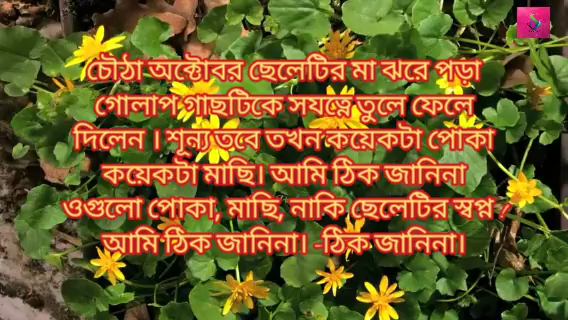 চৌঠা অক্টোবর ছেলেটির মা ঝরে পড়া
গোলাপ গাছটিকে সযত্নে তুলে ফেলে
দিলেন । শূন্য তবে তখন কয়েকটা পোকা
কয়েকটা মাছি। আমি ঠিক জানিনা
ওগুলো পোকা, মাছি, নাকি ছেলেটির স্বপ্ন ?
আমি ঠিক জানিনা। -ঠিক জানিনা।